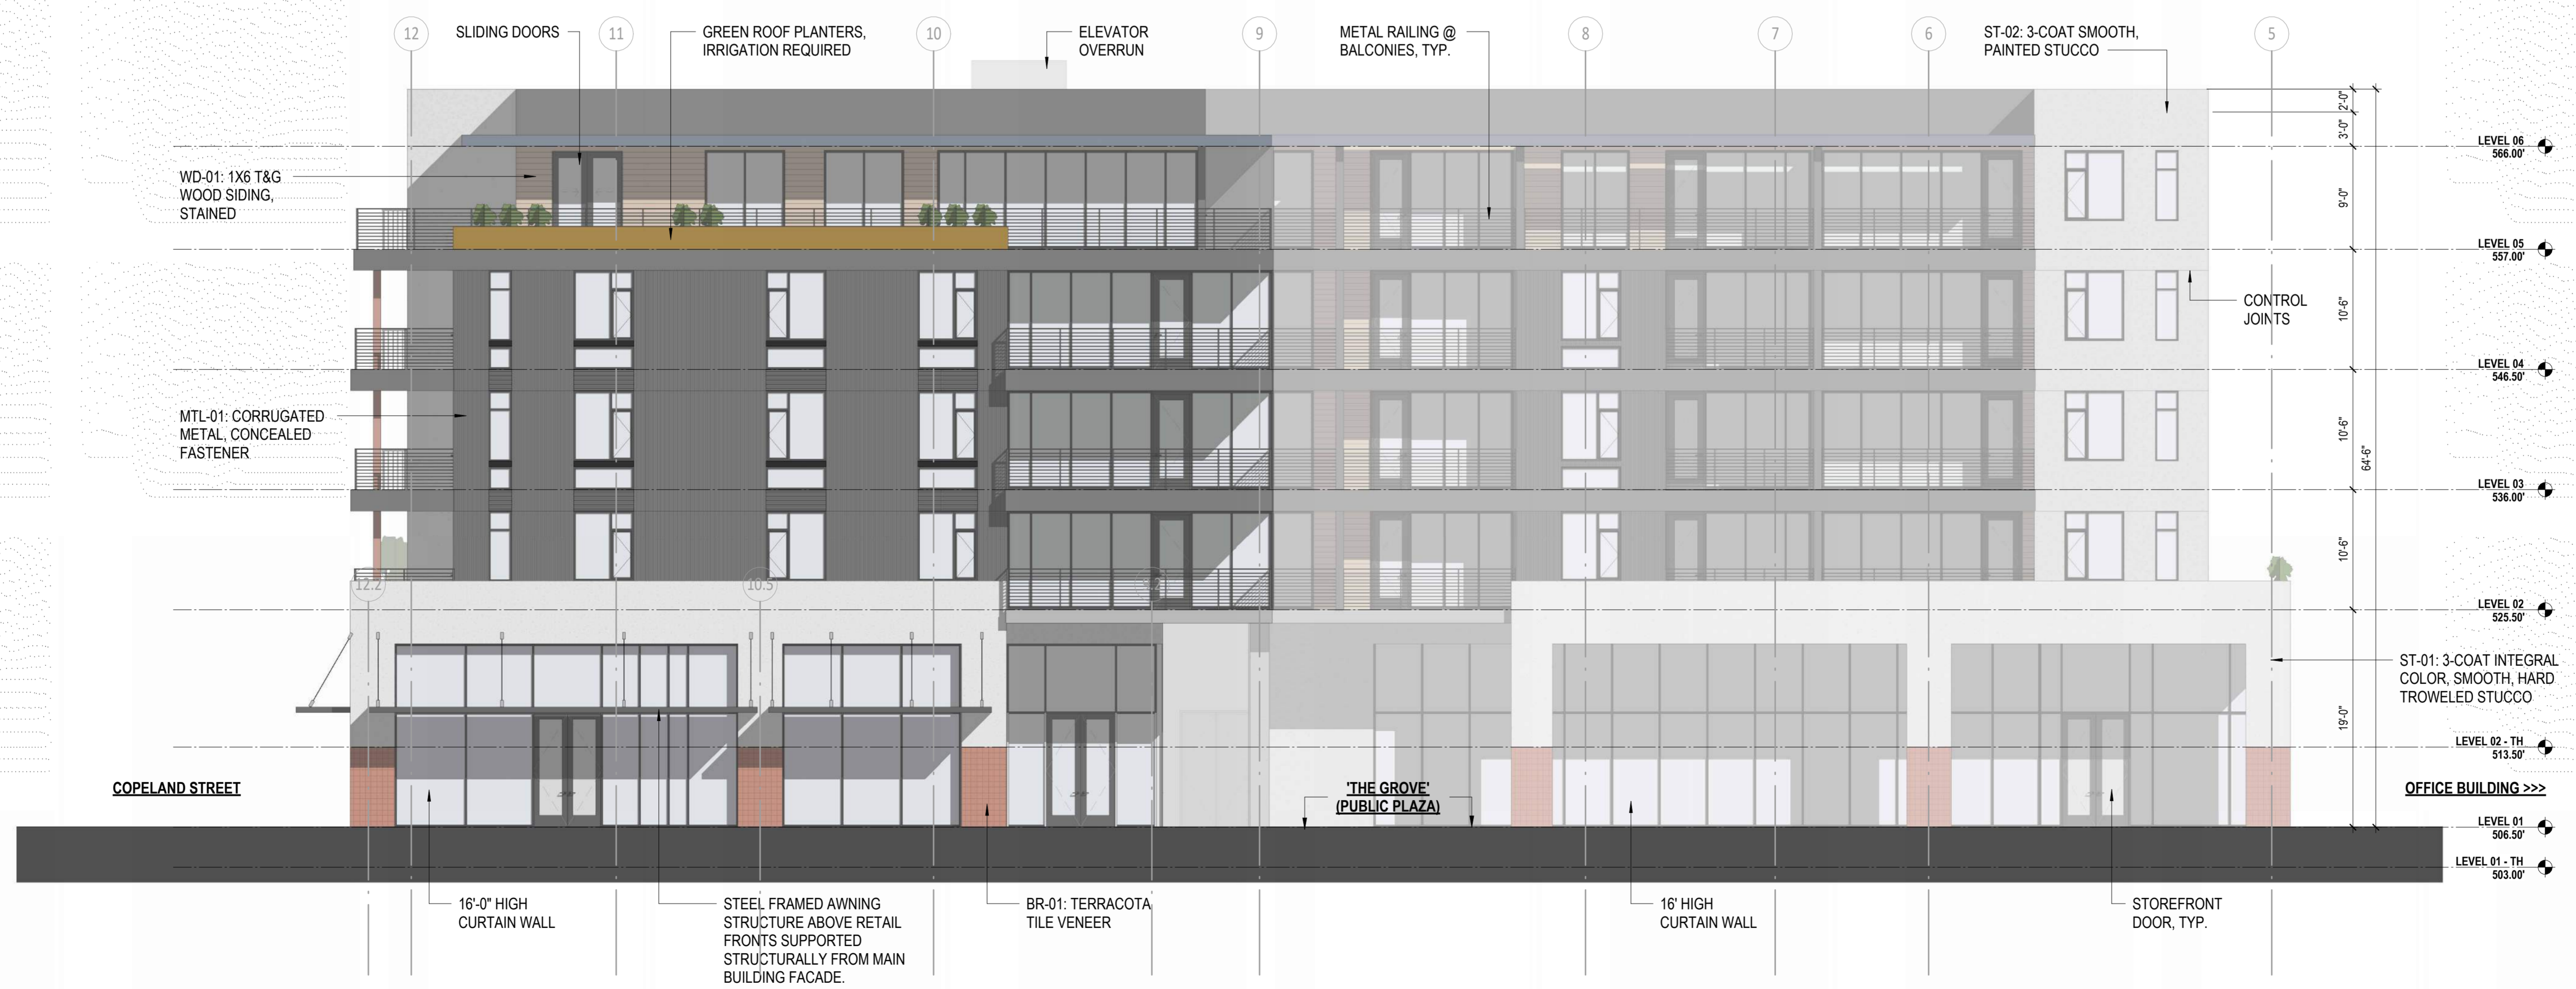 12
SLIDING DOORS
11
GREEN ROOF PLANTERS,
IRRIGATION REQUIRED
10
ELEVATOR
OVERRUN
9
METAL RAILING @
BALCONIES, TYP.
8
7
6
ST-02: 3-COAT SMOOTH,
PAINTED STUCCO
5
2'-0"
3'-0"
LEVEL 06
566.00'
WD-01: 1X6 T&G
WOOD SIDING,
STAINED
9'-0"
LEVEL 05
557.00'
CONTROL
JOINTS
10'-6"
LEVEL 04
546.50'
MTL-01: CORRUGATED
METAL, CONCEALED
FASTENER
10'-6"
64'-6"
LEVEL 03
536.00'
10'-6"
12.2
10.5
LEVEL 02
525.50'
ST-01: 3-COAT INTEGRAL
COLOR, SMOOTH, HARD
TROWELED STUCCO
19'-0"
LEVEL 02 - TH
513.50'
COPELAND STREET
'THE GROVE'
(PUBLIC PLAZA)
OFFICE BUILDING >>>
LEVEL 01
506.50'
LEVEL 01 - TH
503.00'
16'-0" HIGH
CURTAIN WALL
STEEL FRAMED AWNING
STRUCTURE ABOVE RETAIL
FRONTS SUPPORTED
STRUCTURALLY FROM MAIN
BUILDING FACADE.
BR-01: TERRACOTA
TILE VENEER
16' HIGH
CURTAIN WALL
STOREFRONT
DOOR, TYP.